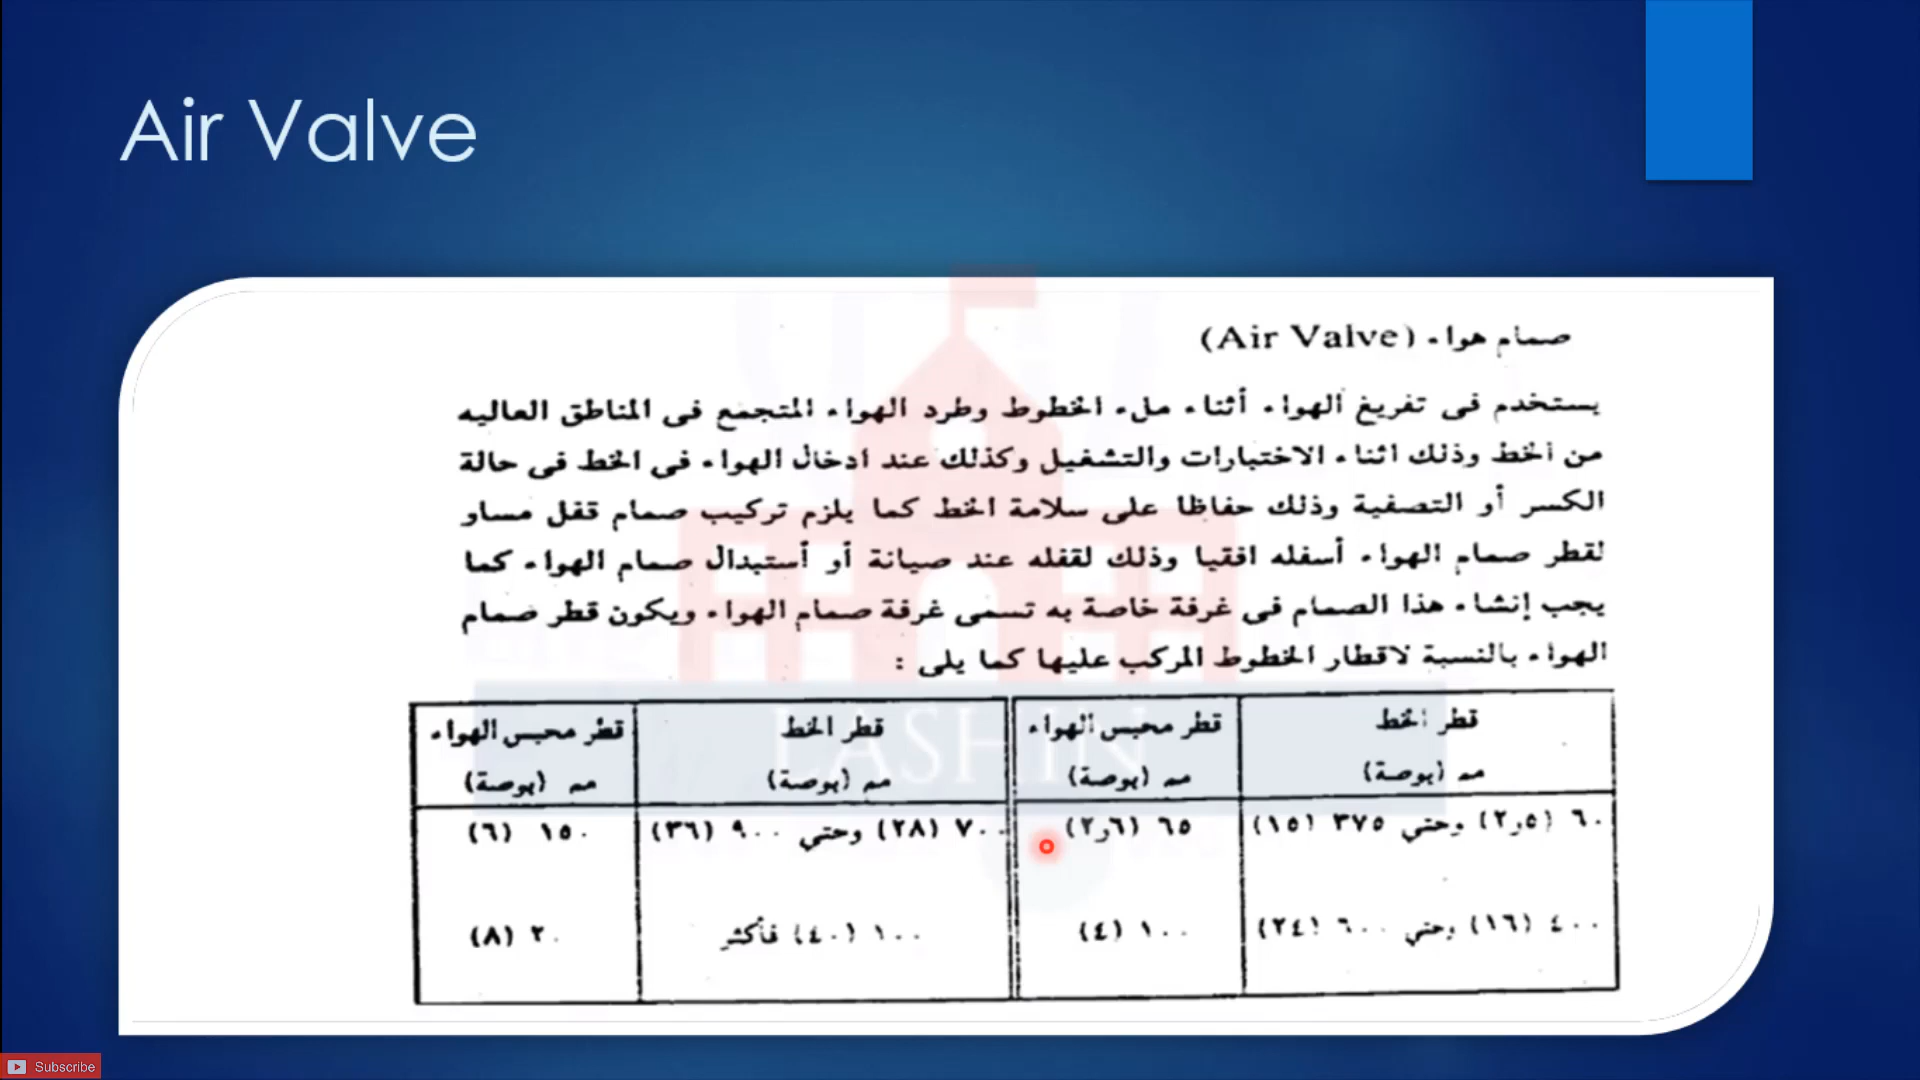 Air Valve
صمام هواء (Air Valve)
يستخدم فى تفريغ الهواء أثناء ملء الخطوط وطرد الهواء المتجمع فى المناطق العاليه
من الخط وذلك اثناء الاختبارات والتشغيل وكذلك عند ادخال الهواء فى الخط فى حالة
الكسر أو التصفية وذلك حفاظا على سلامة الخط كما يلزم تركيب صمام قفل مساو
لقطر صمام الهواء أسفله افقيا وذلك لقفله عند صيانة أو أستبدال صمام الهواء كما
يجب إنشاء هذا الصمام فى غرفة خاصة به تسمى غرفة صمام الهواء ويكون قطر صمام
الهواء بالنسبة لاقطار الخطوط المركب عليها كما يلى :
قطر الخط قطر محبس الهواء قطر الخط قطر محبس الهواء
مم (بوصة) مم (بوصة) مم (بوصة) مم (بوصة)
٦٠ (٢٫٥) وحتي ٣٧٥ (١٥) ٦٥ (٢٫٦) ٧٠٠ (٢٨) وحتي ٩٠٠ (٣٦) ١٥٠ (٦)
٤٠٠ (١٦) وحتي ٦٠٠ (٢٤) ١٠٠ (٤) ١٠٠٠ (٤٠) فأكثر ٢٠ (٨)
LASHIN
Subscribe